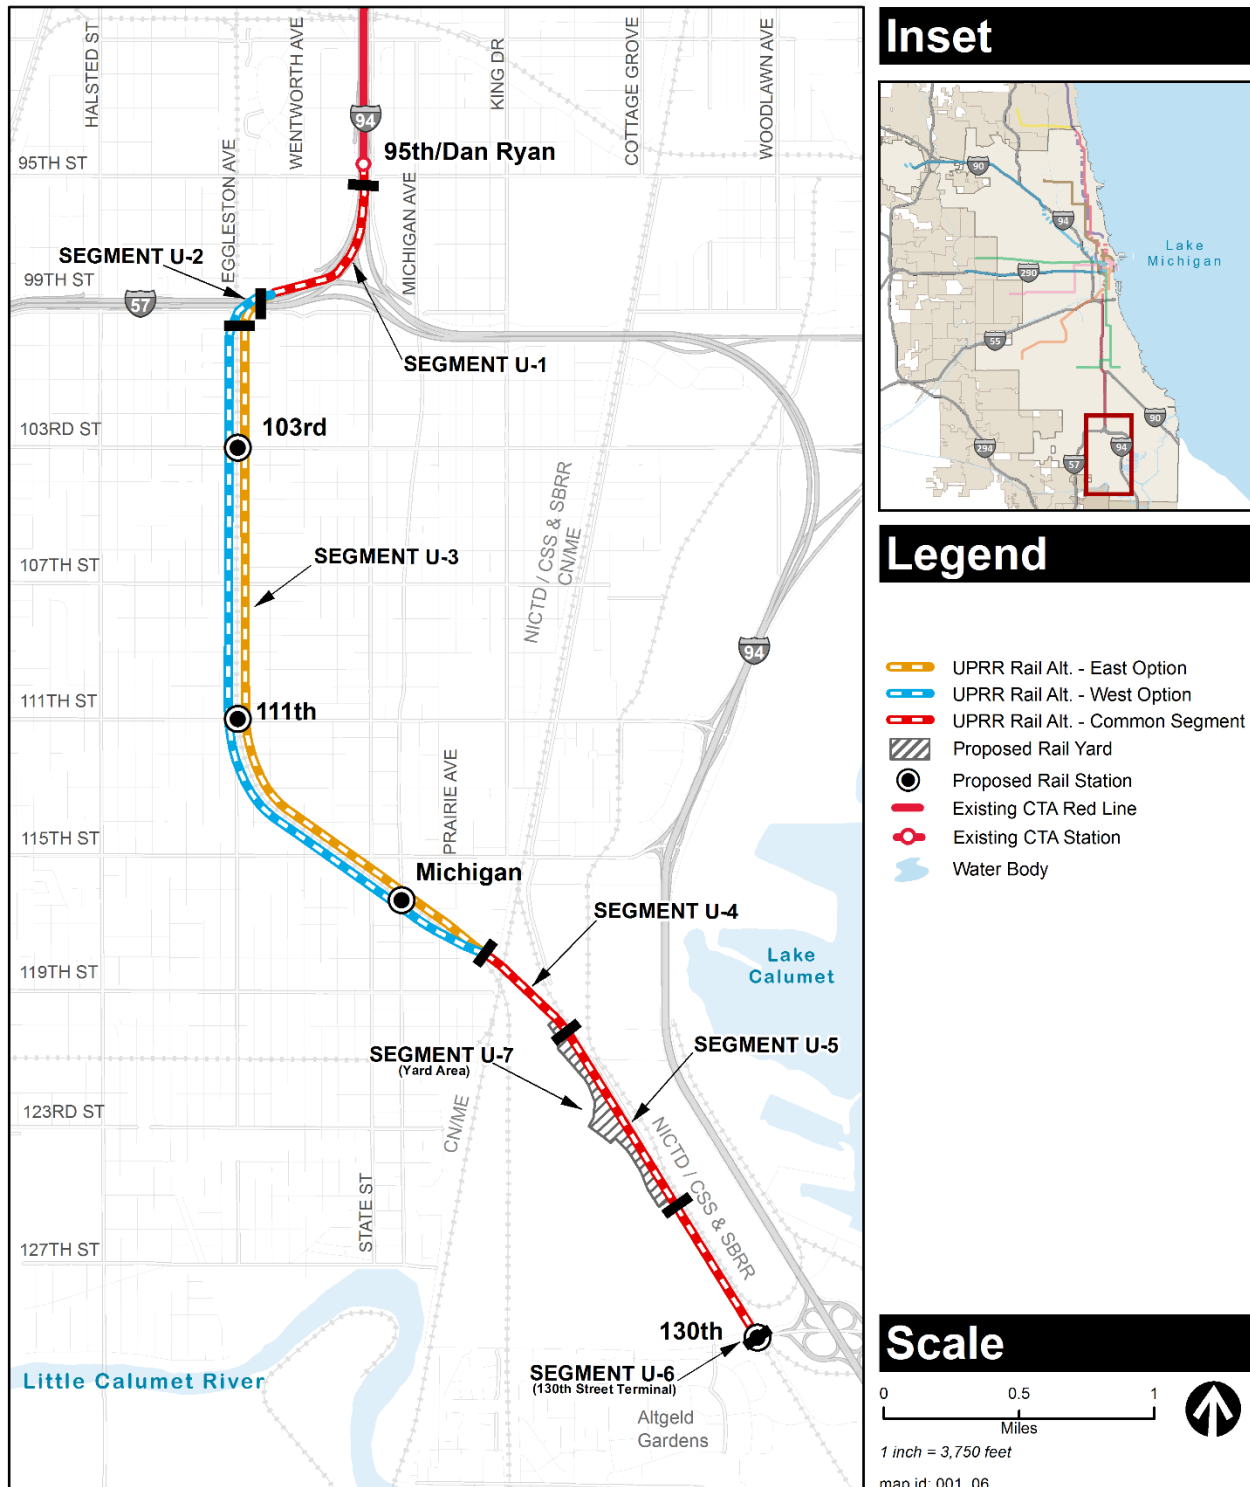 HALSTED ST
WENTWORTH AVE
KING DR
COTTAGE GROVE
WOODLAWN AVE
94
95TH ST
95th/Dan Ryan
EGGLESTON AVE
MICHIGAN AVE
SEGMENT U-2
99TH ST
57
SEGMENT U-1
103RD ST
103rd
NICTD / CSS & SBRR
CN/ME
107TH ST
SEGMENT U-3
94
111TH ST
111th
PRAIRIE AVE
115TH ST
Michigan
SEGMENT U-4
Lake
Calumet
119TH ST
SEGMENT U-7
(Yard Area)
SEGMENT U-5
123RD ST
CN/ME
NICTD / CSS & SBRR
STATE ST
127TH ST
130th
SEGMENT U-6
(130th Street Terminal)
Little Calumet River
Altgeld
Gardens
Inset
90
94
Lake
Michigan
290
55
90
294
57
94
Legend
UPRR Rail Alt. - East Option
UPRR Rail Alt. - West Option
UPRR Rail Alt. - Common Segment
Proposed Rail Yard
Proposed Rail Station
Existing CTA Red Line
Existing CTA Station
Water Body
Scale
0 0.5 1
Miles
1 inch = 3,750 feet
map id: 001_06